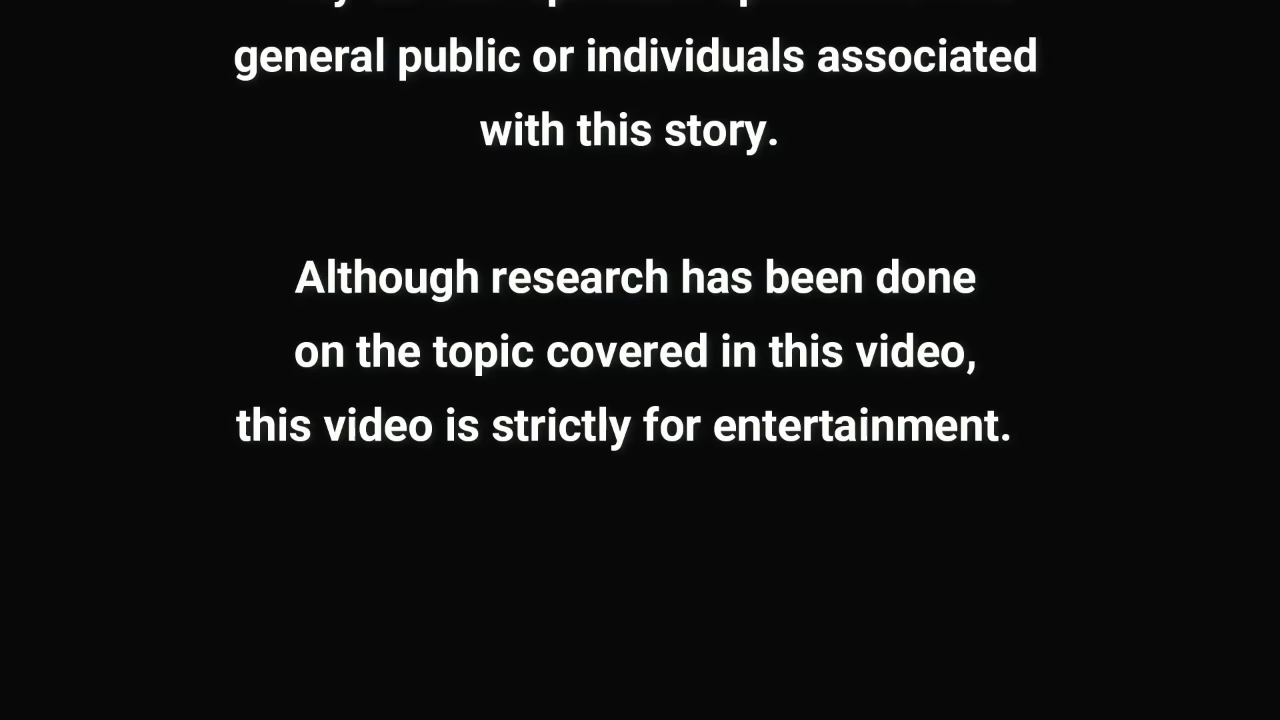 general public or individuals associated
with this story.
Although research has been done
on the topic covered in this video,
this video is strictly for entertainment.